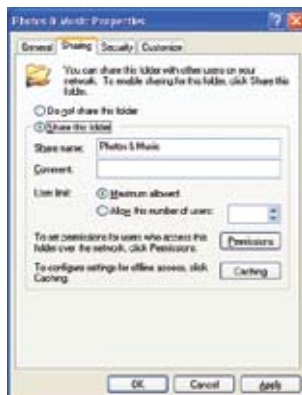 Photos & Music Properties
General Sharing Security Customize
You can share this folder with other users on your
network. To enable sharing for this folder, click Share this
folder.
Do not share this folder
Share this folder
Share name: Photos & Music
Comment:
User limit: Maximum allowed
Allow this number of users:
To set permissions for users who access this
folder over the network, click Permissions.
Permissions
To configure settings for offline access, click
Caching.
Caching
OK Cancel Apply